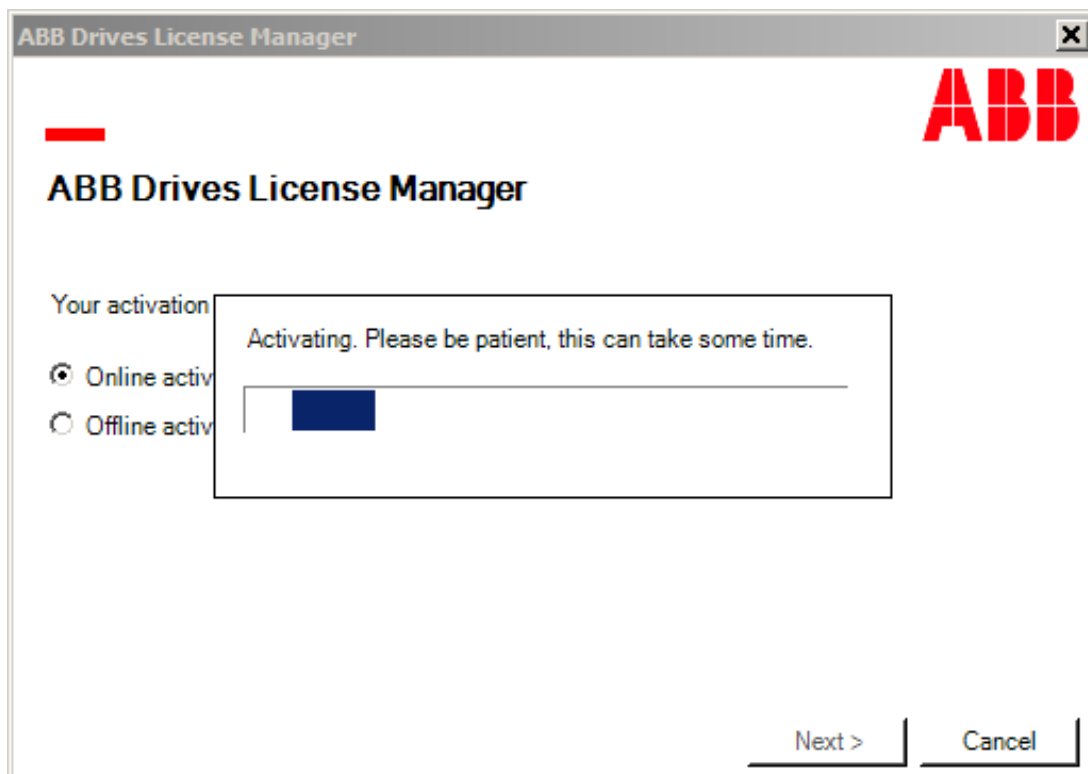 ABB Drives License Manager
ABB
ABB Drives License Manager
Your activation
Activating. Please be patient, this can take some time.
Online activ
Offline activ
Next >
Cancel